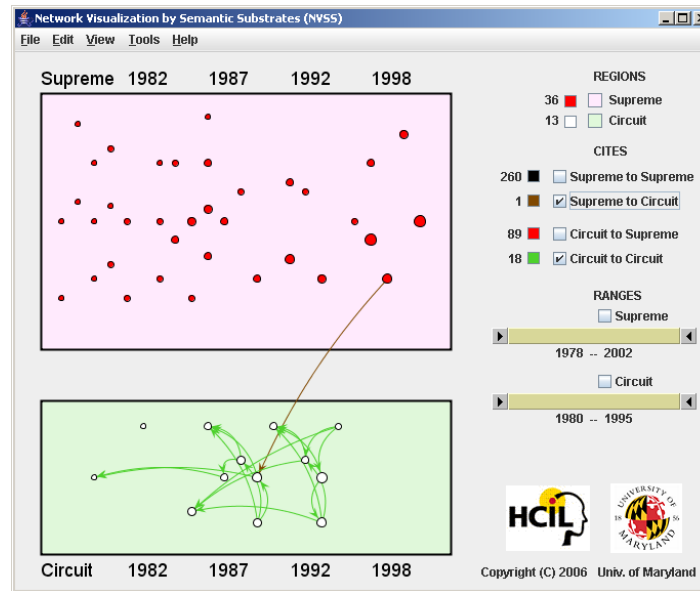 Network Visualization by Semantic Substrates (NVSS)
File Edit View Tools Help
Supreme 1982 1987 1992 1998
REGIONS
36 Supreme
13 Circuit
CITES
260 Supreme to Supreme
1 Supreme to Circuit
89 Circuit to Supreme
18 Circuit to Circuit
RANGES
Supreme
1978 -- 2002
Circuit
1980 -- 1995
HCIL
UNIVERSITY OF
18 56
MARYLAND
Circuit 1982 1987 1992 1998
Copyright (C) 2006 Univ. of Maryland